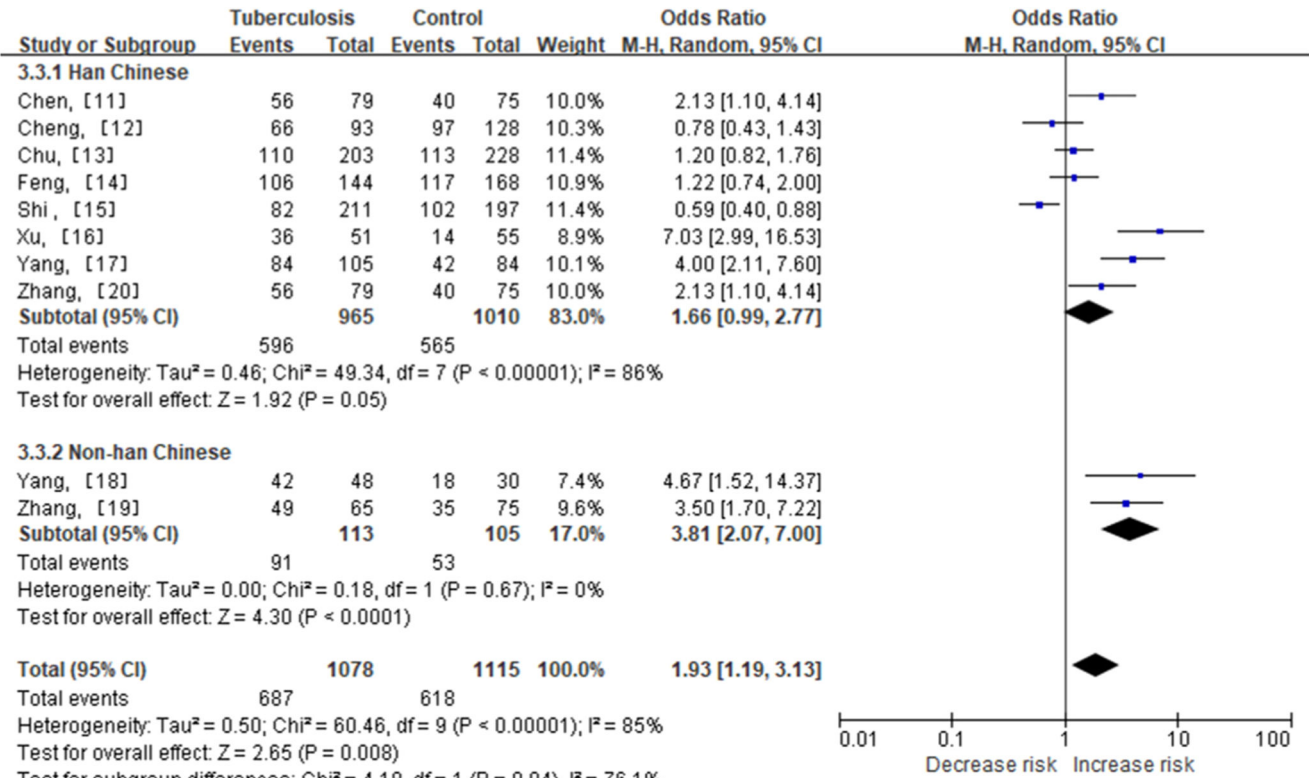 Tuberculosis Control Odds Ratio Odds Ratio
Study or Subgroup Events Total Events Total Weight M-H, Random, 95% CI M-H, Random, 95% CI
3.3.1 Han Chinese
Chen, [11] 56 79 40 75 10.0% 2.13 [1.10, 4.14]
Cheng, [12] 66 93 97 128 10.3% 0.78 [0.43, 1.43]
Chu, [13] 110 203 113 228 11.4% 1.20 [0.82, 1.76]
Feng, [14] 106 144 117 168 10.9% 1.22 [0.74, 2.00]
Shi, [15] 82 211 102 197 11.4% 0.59 [0.40, 0.88]
Xu, [16] 36 51 14 55 8.9% 7.03 [2.99, 16.53]
Yang, [17] 84 105 42 84 10.1% 4.00 [2.11, 7.60]
Zhang, [20] 56 79 40 75 10.0% 2.13 [1.10, 4.14]
Subtotal (95% CI) 965 1010 83.0% 1.66 [0.99, 2.77]
Total events 596 565
Heterogeneity: Tau² = 0.46; Chi² = 49.34, df = 7 (P < 0.00001); I² = 86%
Test for overall effect: Z = 1.92 (P = 0.05)
3.3.2 Non-han Chinese
Yang, [18] 42 48 18 30 7.4% 4.67 [1.52, 14.37]
Zhang, [19] 49 65 35 75 9.6% 3.50 [1.70, 7.22]
Subtotal (95% CI) 113 105 17.0% 3.81 [2.07, 7.00]
Total events 91 53
Heterogeneity: Tau² = 0.00; Chi² = 0.18, df = 1 (P = 0.67); I² = 0%
Test for overall effect: Z = 4.30 (P < 0.0001)
Total (95% CI) 1078 1115 100.0% 1.93 [1.19, 3.13]
Total events 687 618
Heterogeneity: Tau² = 0.50; Chi² = 60.46, df = 9 (P < 0.00001); I² = 85%
Test for overall effect: Z = 2.65 (P = 0.008)
0.01 0.1 1 10 100
Decrease risk Increase risk
Test for subgroup differences: Chi² = 4.18, df = 1 (P = 0.04), I² = 76.1%